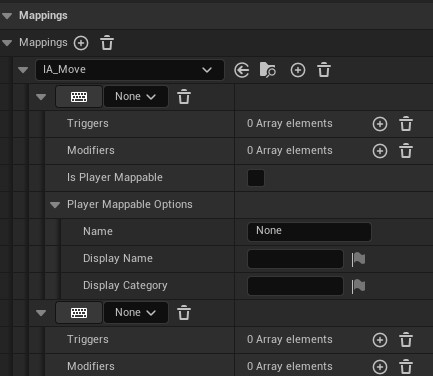 Mappings
Mappings
IA_Move
None
Triggers 0 Array elements
Modifiers 0 Array elements
Is Player Mappable
Player Mappable Options
Name None
Display Name
Display Category
None
Triggers 0 Array elements
Modifiers 0 Array elements